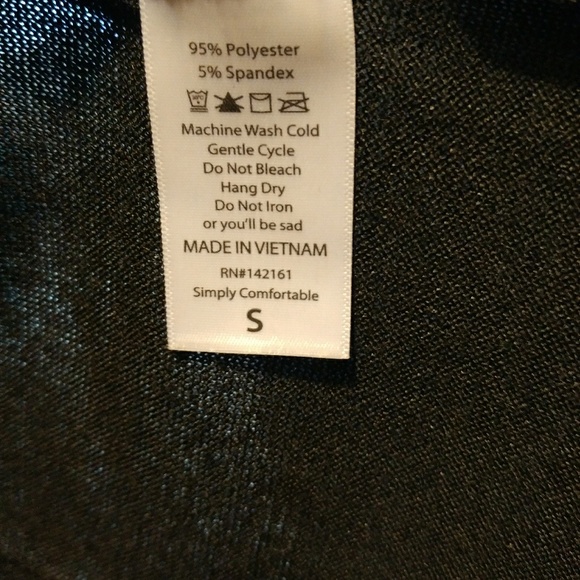 95% Polyester
5% Spandex
Machine Wash Cold
Gentle Cycle
Do Not Bleach
Hang Dry
Do Not Iron
or you'll be sad
MADE IN VIETNAM
RN#142161
Simply Comfortable
S